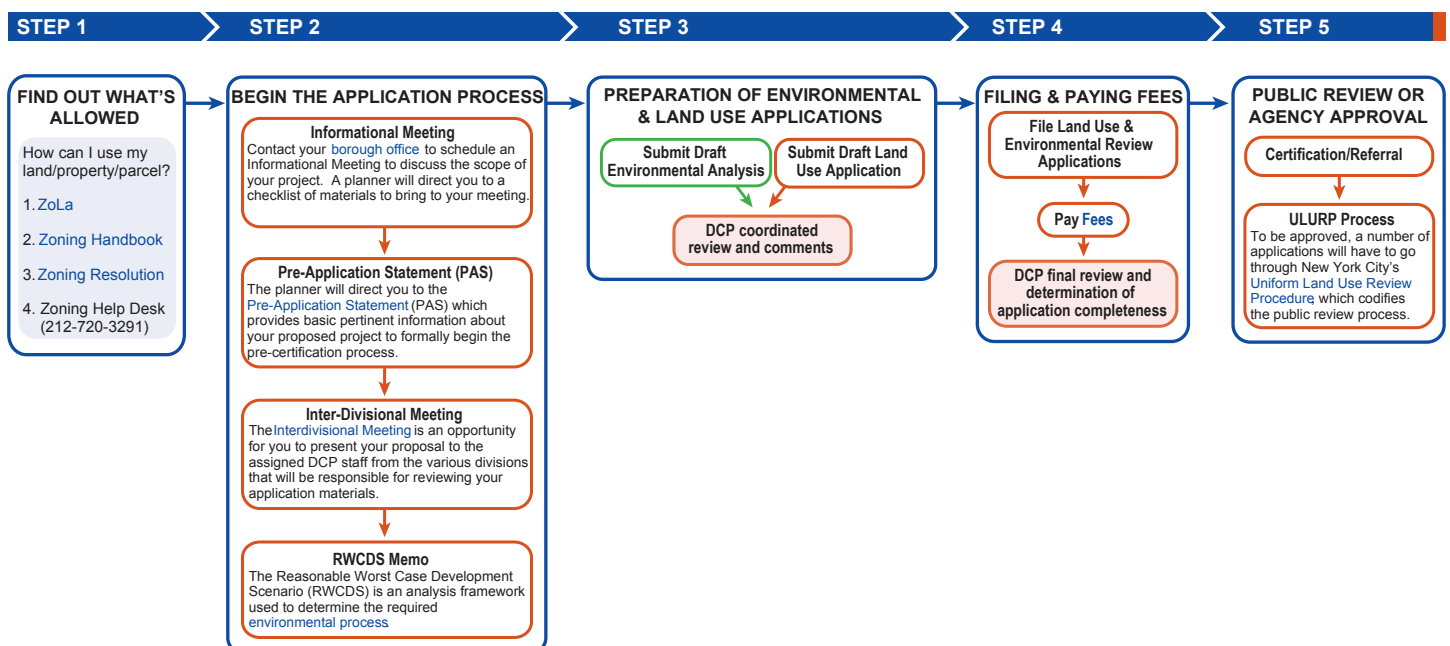 STEP 1
STEP 2
STEP 3
STEP 4
STEP 5
FIND OUT WHAT'S
ALLOWED
How can I use my
land/property/parcel?
1. ZoLa
2. Zoning Handbook
3. Zoning Resolution
4. Zoning Help Desk
(212-720-3291)
BEGIN THE APPLICATION PROCESS
Informational Meeting
Contact your borough office to schedule an
Informational Meeting to discuss the scope of
your project. A planner will direct you to a
checklist of materials to bring to your meeting.
Pre-Application Statement (PAS)
The planner will direct you to the
Pre-Application Statement (PAS) which
provides basic pertinent information about
your proposed project to formally begin the
pre-certification process.
Inter-Divisional Meeting
The Interdivisional Meeting is an opportunity
for you to present your proposal to the
assigned DCP staff from the various divisions
that will be responsible for reviewing your
application materials.
RWCDS Memo
The Reasonable Worst Case Development
Scenario (RWCDS) is an analysis framework
used to determine the required
environmental process.
PREPARATION OF ENVIRONMENTAL
& LAND USE APPLICATIONS
Submit Draft
Environmental Analysis
Submit Draft Land
Use Application
DCP coordinated
review and comments
FILING & PAYING FEES
File Land Use &
Environmental Review
Applications
Pay Fees
DCP final review and
determination of
application completeness
PUBLIC REVIEW OR
AGENCY APPROVAL
Certification/Referral
ULURP Process
To be approved, a number of
applications will have to go
through New York City's
Uniform Land Use Review
Procedure, which codifies
the public review process.